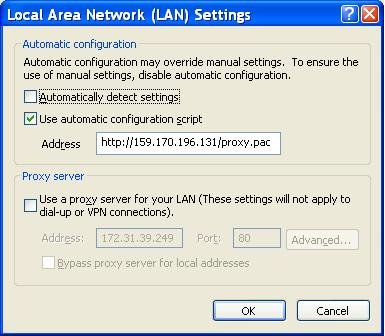 Local Area Network (LAN) Settings
Automatic configuration
Automatic configuration may override manual settings. To ensure the
use of manual settings, disable automatic configuration.
Automatically detect settings
Use automatic configuration script
Address http://159.170.196.131/proxy.pac
Proxy server
Use a proxy server for your LAN (These settings will not apply to
dial-up or VPN connections).
Address: 172.31.39.249 Port: 80 Advanced...
Bypass proxy server for local addresses
OK Cancel